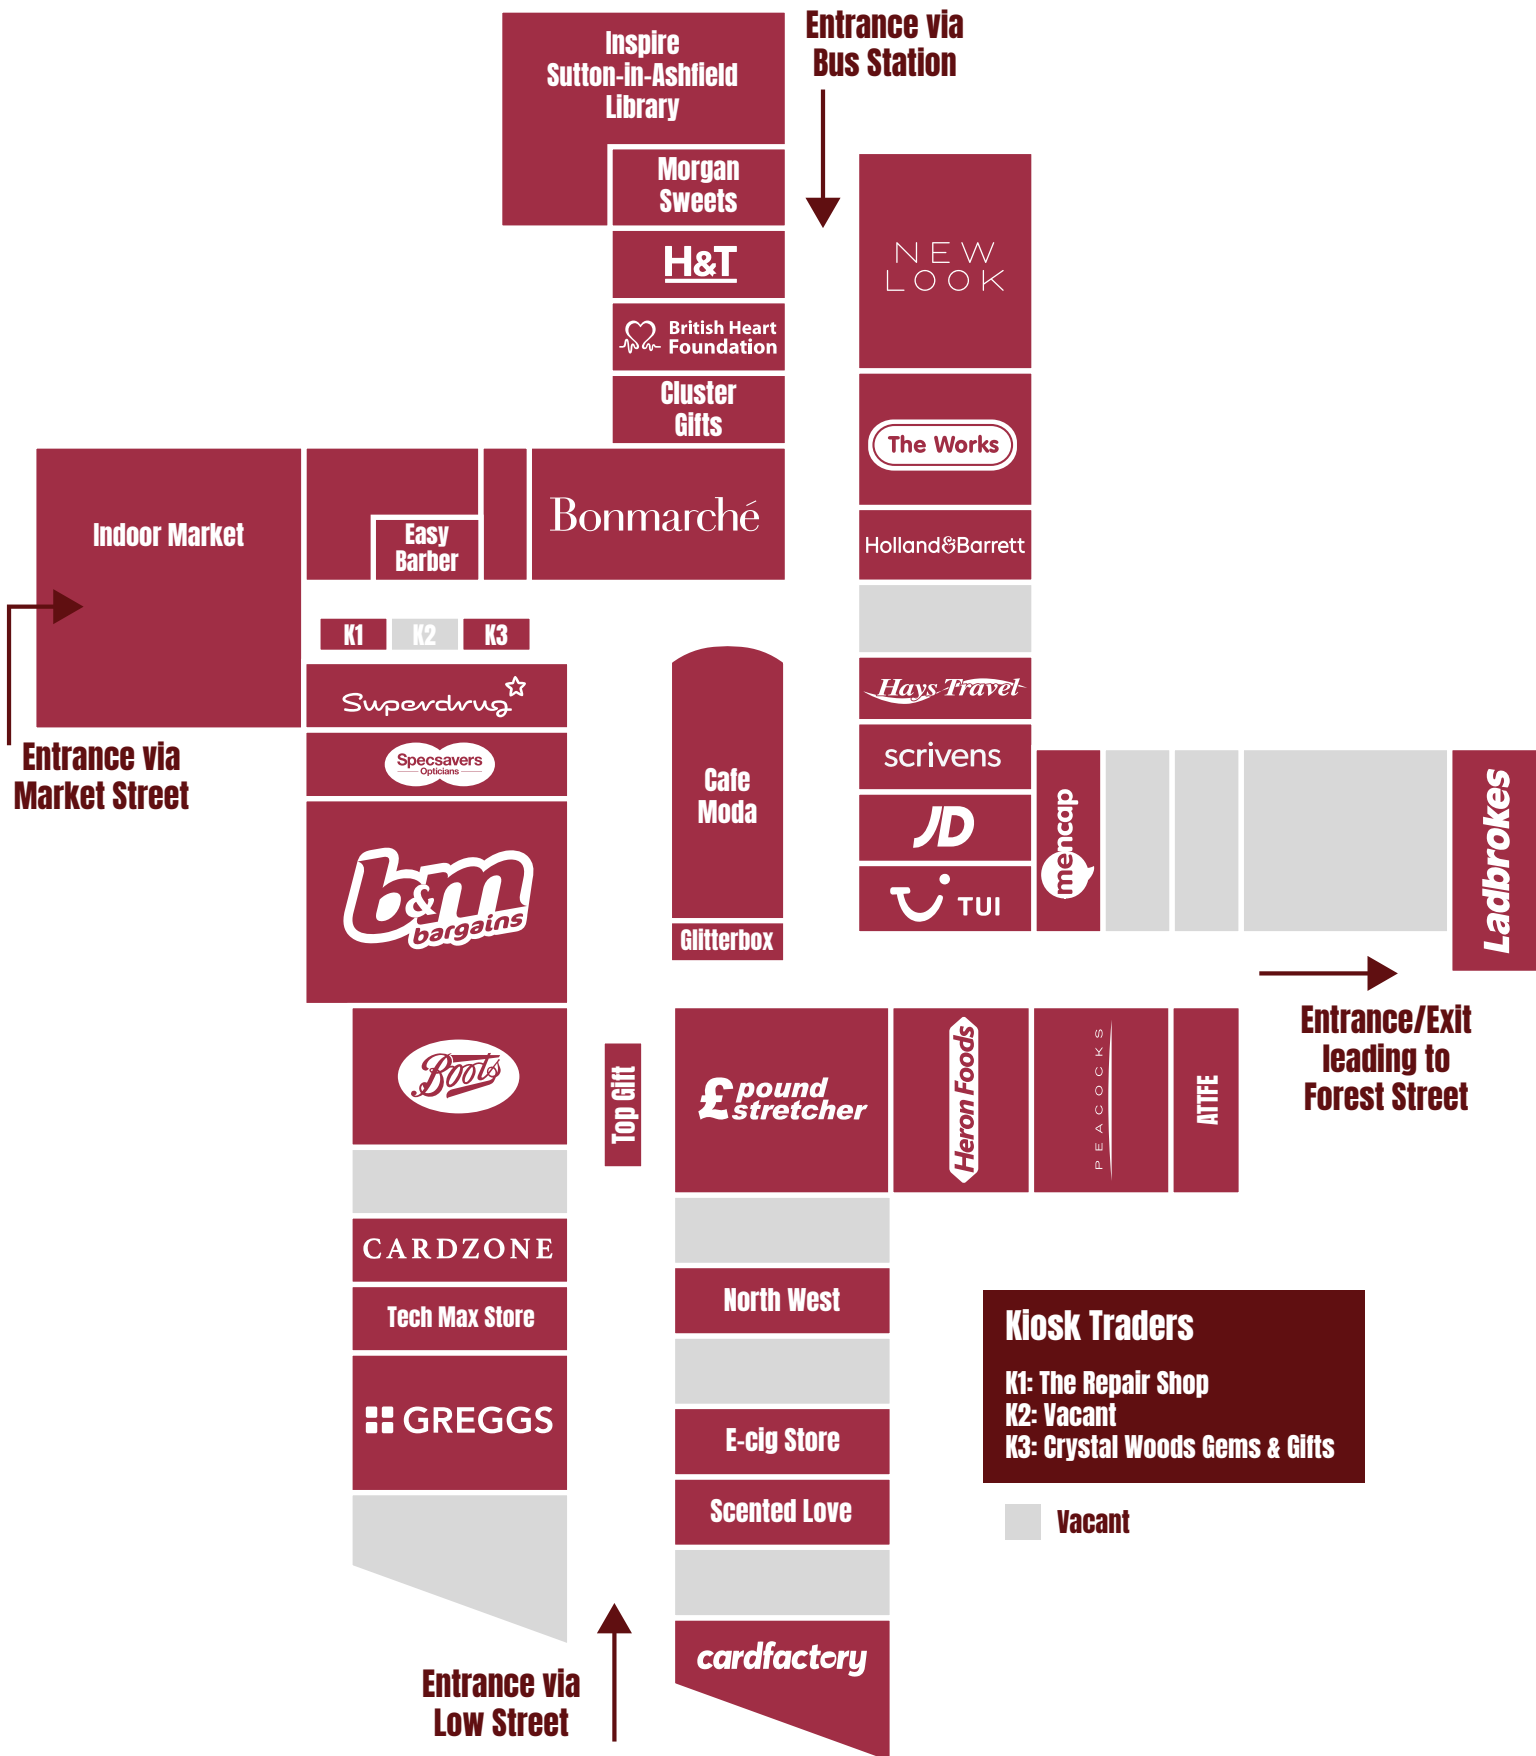 Inspire
Sutton-in-Ashfield
Library
Entrance via
Bus Station
Morgan
Sweets
H&T
British Heart
Foundation
Cluster
Gifts
NEW
LOOK
The Works
Holland&Barrett
Indoor Market
Easy
Barber
Bonmarché
K1
K2
K3
Superdrug
Specsavers
Opticians
b&m
bargains
Entrance via
Market Street
Cafe
Moda
Glitterbox
Hays Travel
scrivens
JD
TUI
mencap
Ladbrokes
Entrance/Exit
leading to
Forest Street
Boots
Top Gift
£ pound
stretcher
Heron Foods
PEACOCKS
ATTFE
CARDZONE
Tech Max Store
GREGGS
North West
E-cig Store
Scented Love
cardfactory
Entrance via
Low Street
Kiosk Traders
K1: The Repair Shop
K2: Vacant
K3: Crystal Woods Gems & Gifts
Vacant